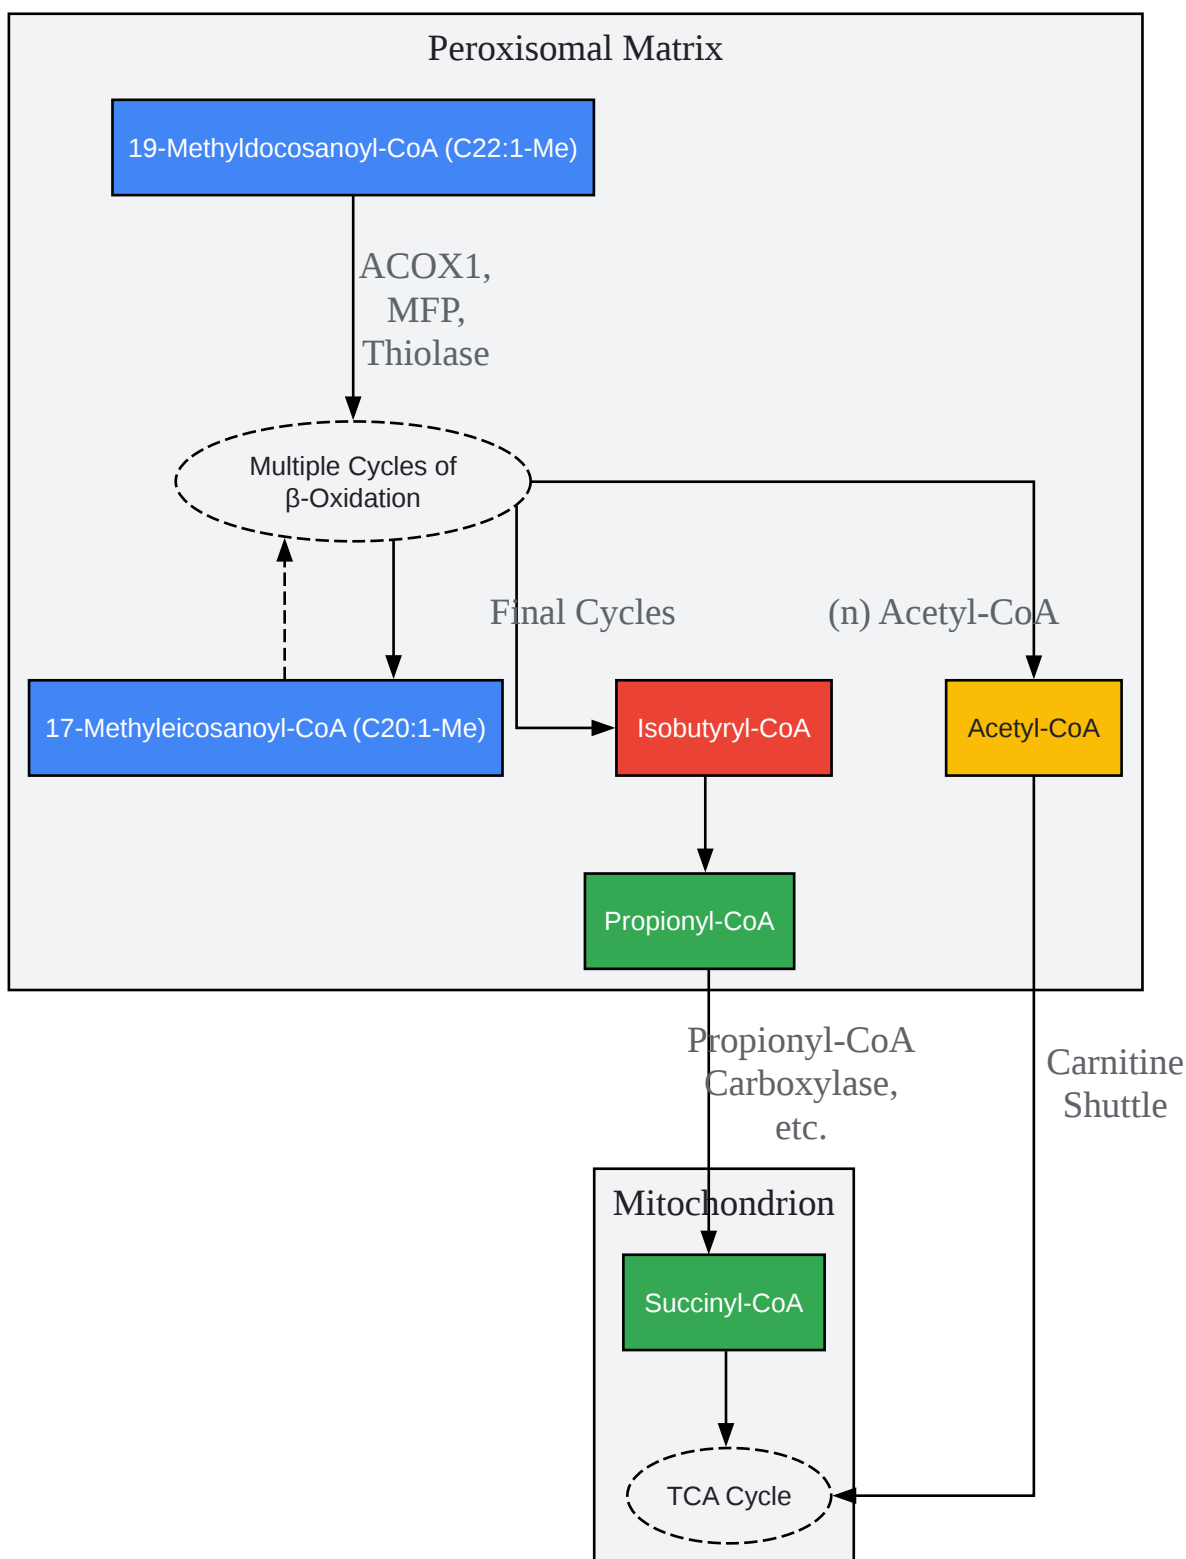 Peroxisomal Matrix
19-Methyldocosanoyl-CoA (C22:1-Me)
ACOX1,
MFP,
Thiolase
Multiple Cycles of
β-Oxidation
Final Cycles
(n) Acetyl-CoA
17-Methyleicosanoyl-CoA (C20:1-Me)
Isobutyryl-CoA
Acetyl-CoA
Propionyl-CoA
Propionyl-CoA
Carboxylase,
etc.
Carnitine
Shuttle
Mitochondrion
Succinyl-CoA
TCA Cycle